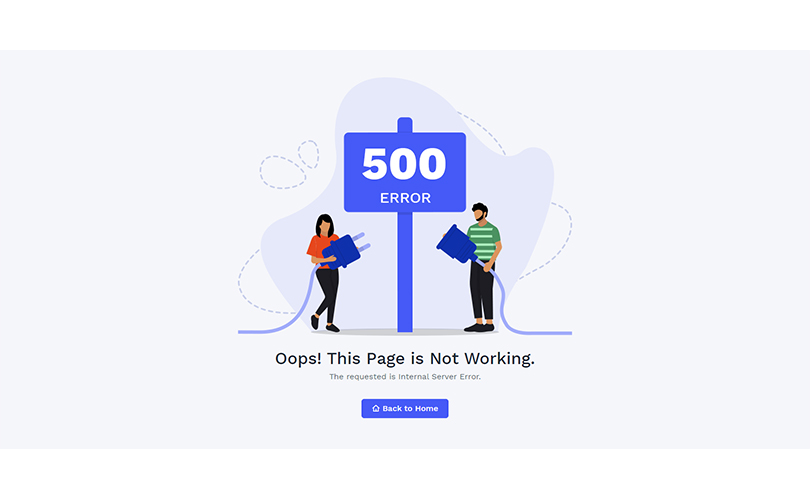 500
ERROR
Oops! This Page is Not Working.
The requested is Internal Server Error.
Back to Home